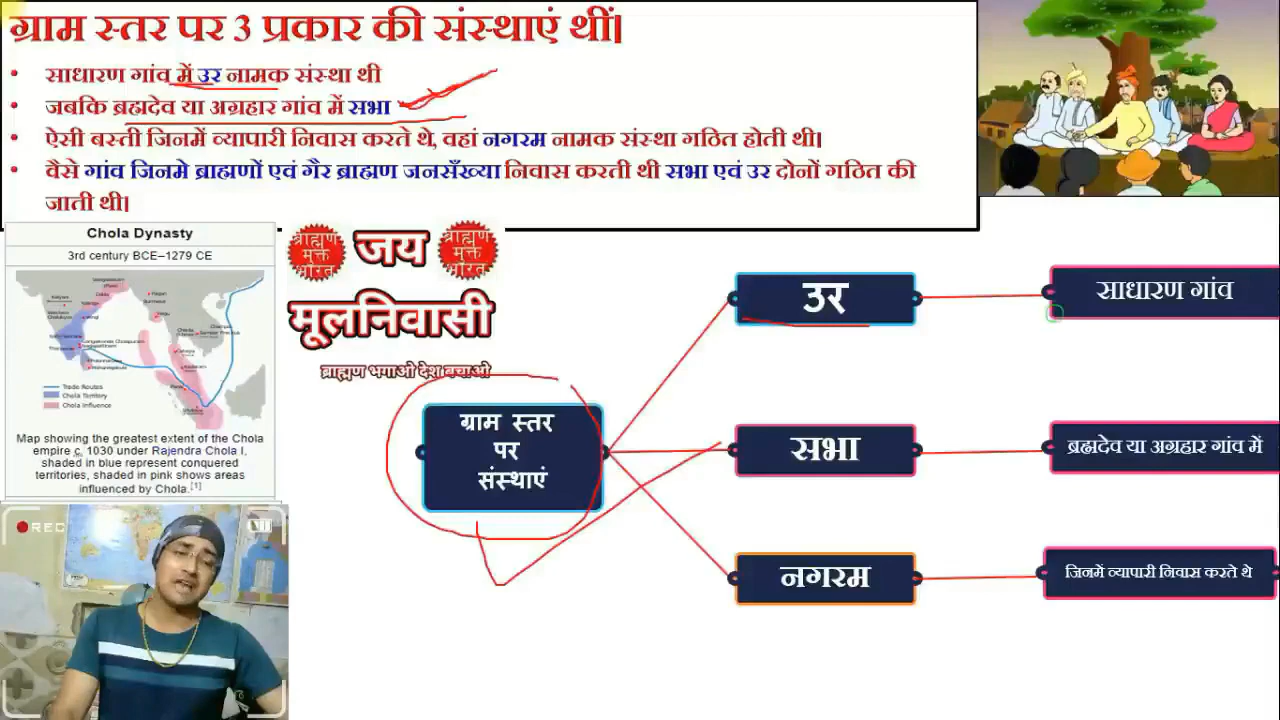 ग्राम स्तर पर 3 प्रकार की संस्थाएं थीं।
• साधारण गांव में उर नामक संस्था थी
• जबकि ब्रह्मदेव या अग्रहार गांव में सभा
• ऐसी बस्ती जिनमें व्यापारी निवास करते थे, वहां नगरम नामक संस्था गठित होती थी।
• वैसे गांव जिनमे ब्राह्मणों एवं गैर ब्राह्मण जनसँख्या निवास करती थी सभा एवं उर दोनों गठित की
जाती थी।
Chola Dynasty
3rd century BCE–1279 CE
Trade Routes
Chola Territory
Chola Influence
Map showing the greatest extent of the Chola
empire c. 1030 under Rajendra Chola I,
shaded in blue represent conquered
territories, shaded in pink shows areas
influenced by Chola.[1]
ब्राह्मण
मुक्त
भारत
जय
ब्राह्मण
मुक्त
भारत
मूलनिवासी
ब्राह्मण भगाओ देश बचाओ
ग्राम स्तर
पर
संस्थाएं
उर
साधारण गांव
सभा
ब्रह्मदेव या अग्रहार गांव में
नगरम
जिनमें व्यापारी निवास करते थे
REC